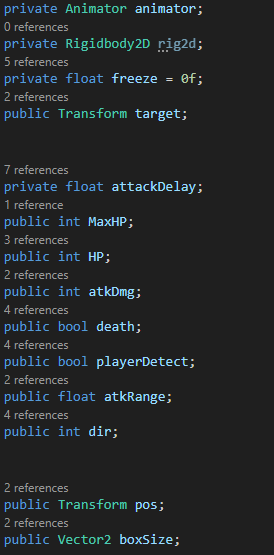 private Animator animator;
0 references
private Rigidbody2D rig2d;
5 references
private float freeze = 0f;
2 references
public Transform target;
7 references
private float attackDelay;
1 reference
public int MaxHP;
3 references
public int HP;
2 references
public int atkDmg;
4 references
public bool death;
4 references
public bool playerDetect;
2 references
public float atkRange;
4 references
public int dir;
2 references
public Transform pos;
2 references
public Vector2 boxSize;